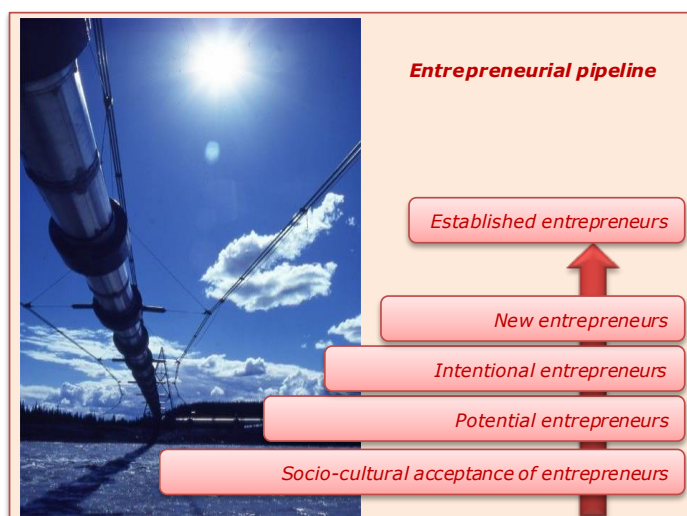 Entrepreneurial pipeline
Established entrepreneurs
New entrepreneurs
Intentional entrepreneurs
Potential entrepreneurs
Socio-cultural acceptance of entrepreneurs